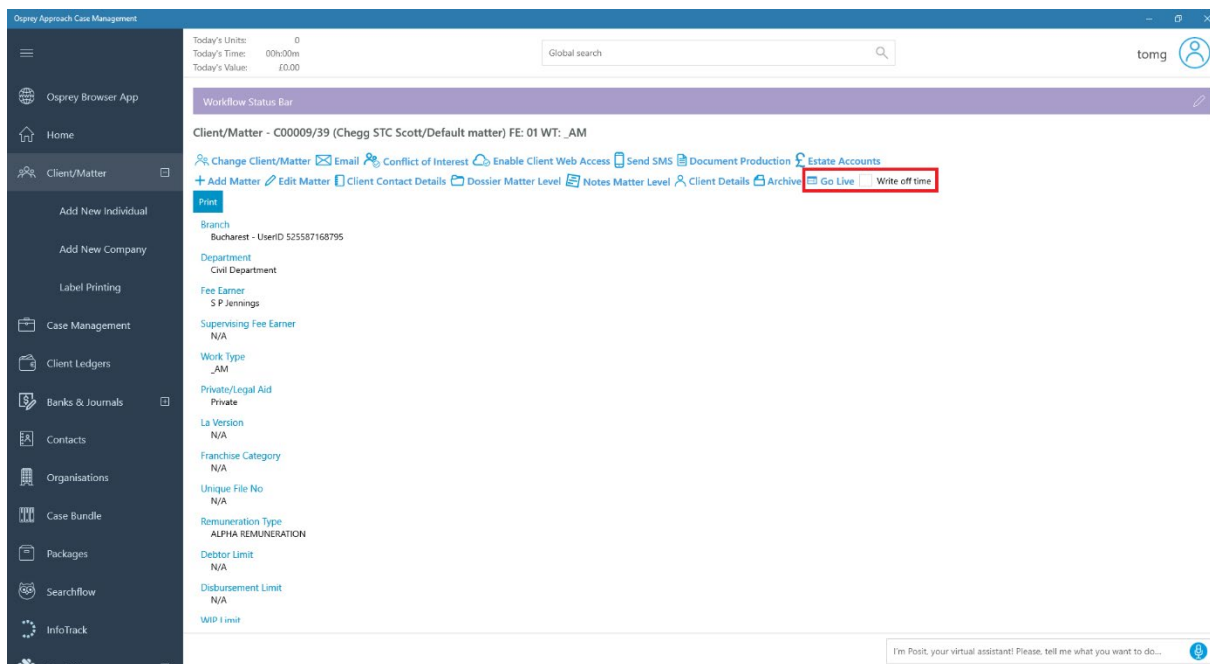 Osprey Approach Case Management
Today's Units: 0
Today's Time: 00h:00m
Today's Value: £0.00
Global search
tomg
Osprey Browser App
Home
Client/Matter
Add New Individual
Add New Company
Label Printing
Case Management
Client Ledgers
Banks & Journals
Contacts
Organisations
Case Bundle
Packages
Searchflow
InfoTrack
Workflow Status Bar
Client/Matter - C00009/39 (Chegg STC Scott/Default matter) FE: 01 WT: _AM
Change Client/Matter Email Conflict of Interest Enable Client Web Access Send SMS Document Production Estate Accounts
Add Matter Edit Matter Client Contact Details Dossier Matter Level Notes Matter Level Client Details Archive Go Live Write off time
Print
Branch
Bucharest - UserID 525587168795
Department
Civil Department
Fee Earner
S P Jennings
Supervising Fee Earner
N/A
Work Type
_AM
Private/Legal Aid
Private
La Version
N/A
Franchise Category
N/A
Unique File No
N/A
Remuneration Type
ALPHA REMUNERATION
Debtor Limit
N/A
Disbursement Limit
N/A
WIP Limit
I'm Posit, your virtual assistant! Please, tell me what you want to do...